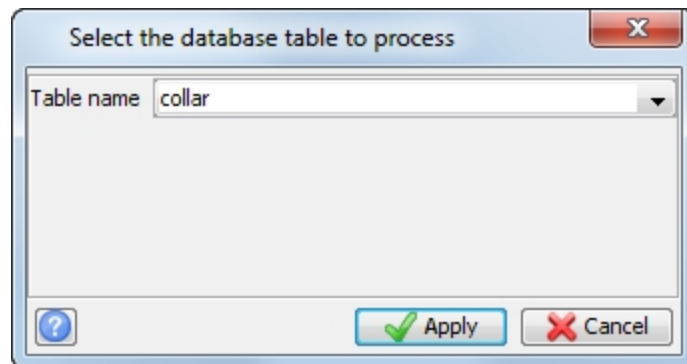 Select the database table to process
Table name collar
Apply Cancel